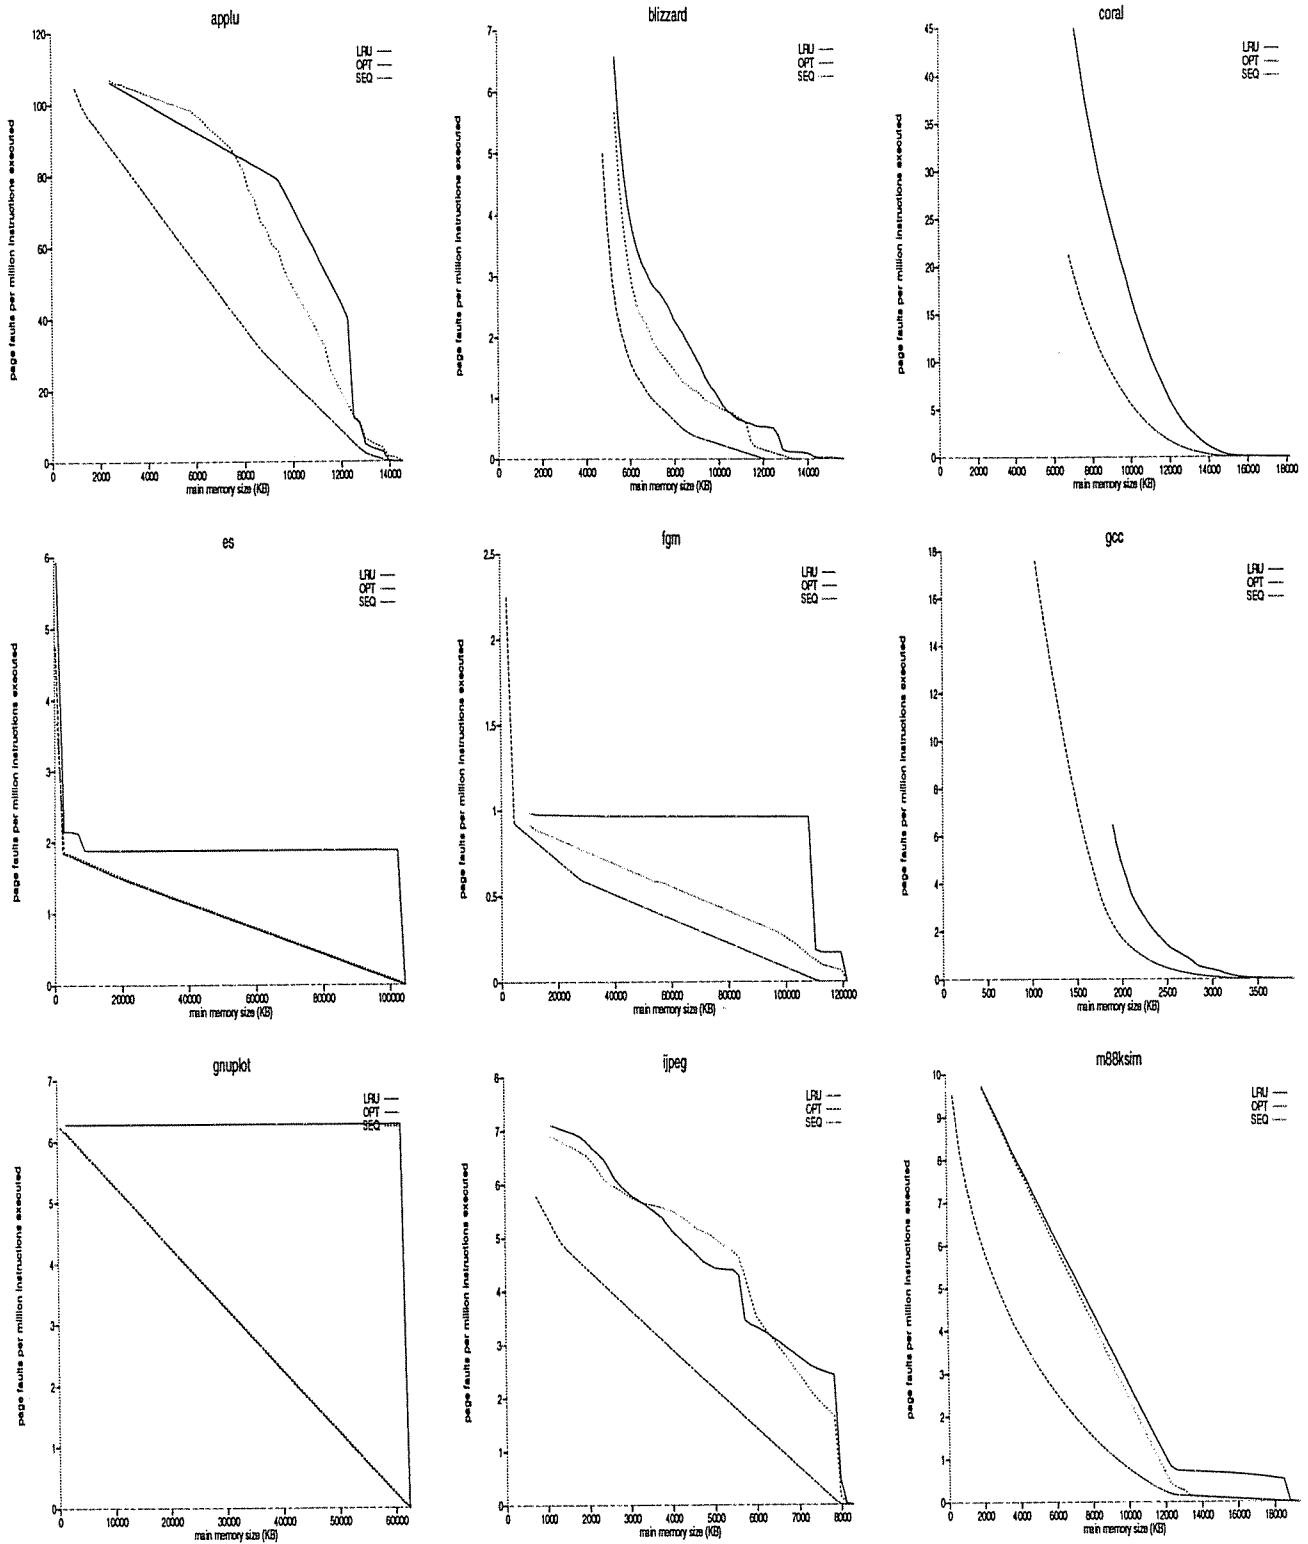 applu
page faults per million instructions executed
120
100
80
60
40
20
0
LRU
OPT
SEQ
0 2000 4000 6000 8000 10000 12000 14000
main memory size (KB)
blizzard
page faults per million instructions executed
7
6
5
4
3
2
1
0
LRU
OPT
SEQ
0 2000 4000 6000 8000 10000 12000 14000
main memory size (KB)
coral
page faults per million instructions executed
45
40
35
30
25
20
15
10
5
0
LRU
OPT
SEQ
0 2000 4000 6000 8000 10000 12000 14000 16000 18000
main memory size (KB)
es
page faults per million instructions executed
6
5
4
3
2
1
0
LRU
OPT
SEQ
0 20000 40000 60000 80000 100000
main memory size (KB)
fgm
page faults per million instructions executed
2.5
2
1.5
1
0.5
0
LRU
OPT
SEQ
0 20000 40000 60000 80000 100000 120000
main memory size (KB)
gcc
page faults per million instructions executed
18
16
14
12
10
8
6
4
2
0
LRU
OPT
SEQ
0 500 1000 1500 2000 2500 3000 3500
main memory size (KB)
gnuplot
page faults per million instructions executed
7
6
5
4
3
2
1
0
LRU
OPT
SEQ
0 10000 20000 30000 40000 50000 60000
main memory size (KB)
ijpeg
page faults per million instructions executed
8
7
6
5
4
3
2
1
0
LRU
OPT
SEQ
0 1000 2000 3000 4000 5000 6000 7000 8000
main memory size (KB)
m88ksim
page faults per million instructions executed
10
9
8
7
6
5
4
3
2
1
0
LRU
OPT
SEQ
0 2000 4000 6000 8000 10000 12000 14000 16000 18000
main memory size (KB)